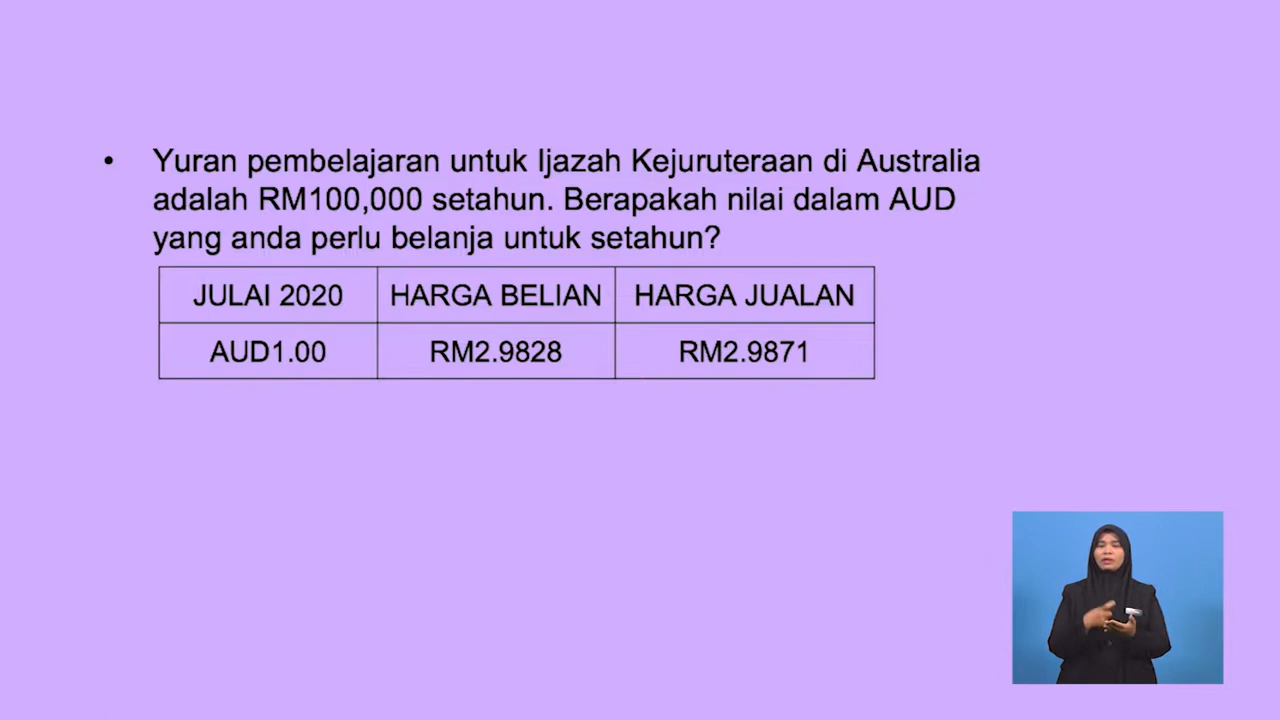 • Yuran pembelajaran untuk Ijazah Kejuruteraan di Australia
adalah RM100,000 setahun. Berapakah nilai dalam AUD
yang anda perlu belanja untuk setahun?
JULAI 2020 HARGA BELIAN HARGA JUALAN
AUD1.00 RM2.9828 RM2.9871